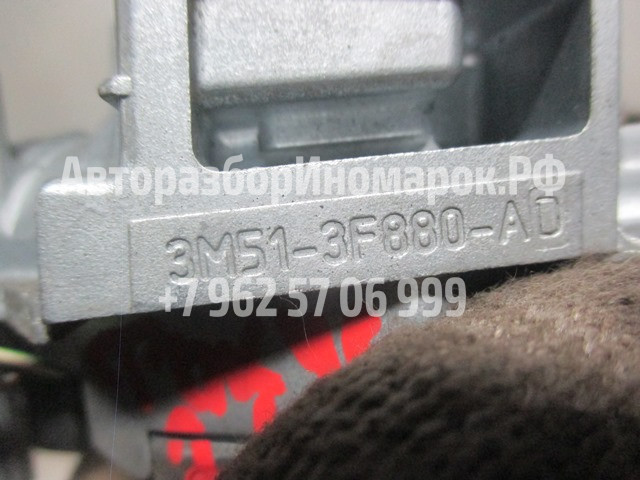 АвторазборИномарок.РФ
3M51-3F880-AD
+7 962 57 06 999